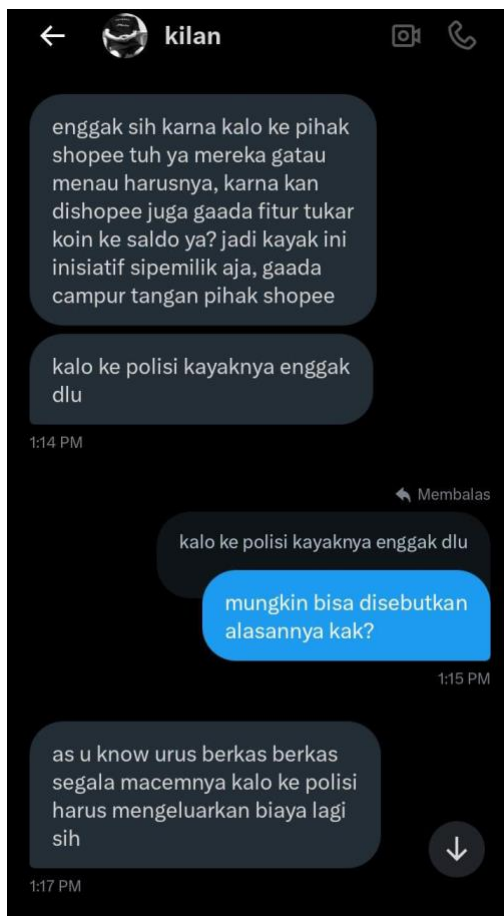 kilan
enggak sih karna kalo ke pihak
shopee tuh ya mereka gatau
menau harusnya, karna kan
dishopee juga gaada fitur tukar
koin ke saldo ya? jadi kayak ini
inisiatif sipemilik aja, gaada
campur tangan pihak shopee
kalo ke polisi kayaknya enggak
dlu
1:14 PM
Membalas
kalo ke polisi kayaknya enggak dlu
mungkin bisa disebutkan
alasannya kak?
1:15 PM
as u know urus berkas berkas
segala macemnya kalo ke polisi
harus mengeluarkan biaya lagi
sih
1:17 PM